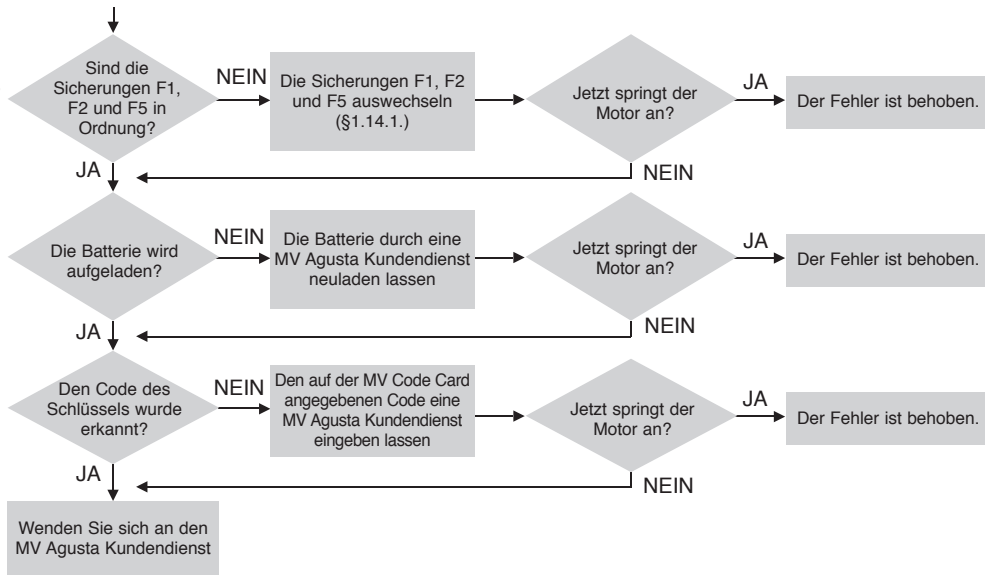 Sind die
Sicherungen F1,
F2 und F5 in
Ordnung?
NEIN
Die Sicherungen F1, F2
und F5 auswechseln
(§1.14.1.)
Jetzt springt der
Motor an?
JA
Der Fehler ist behoben.
JA
NEIN
Die Batterie wird
aufgeladen?
NEIN
Die Batterie durch eine
MV Agusta Kundendienst
neuladen lassen
Jetzt springt der
Motor an?
JA
Der Fehler ist behoben.
JA
NEIN
Den Code des
Schlüssels wurde
erkannt?
NEIN
Den auf der MV Code Card
angegebenen Code eine
MV Agusta Kundendienst
eingeben lassen
Jetzt springt der
Motor an?
JA
Der Fehler ist behoben.
JA
NEIN
Wenden Sie sich an den
MV Agusta Kundendienst